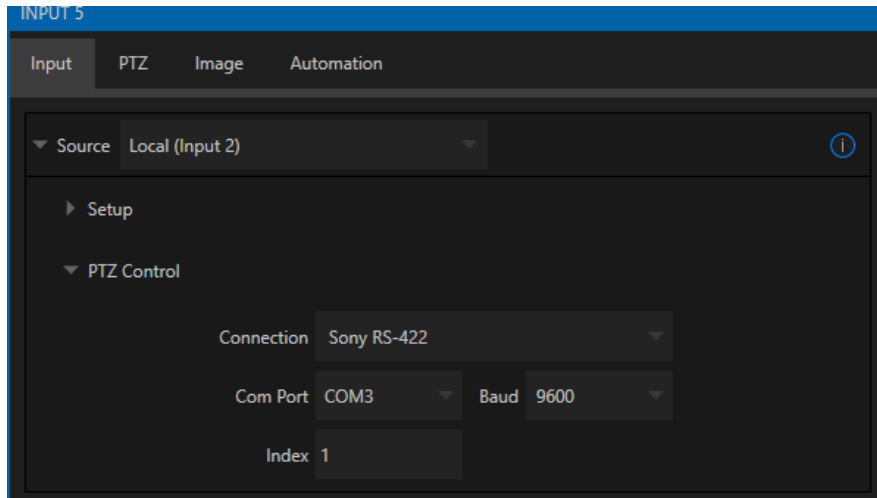 INPUT 5
Input PTZ Image Automation
Source Local (Input 2)
Setup
PTZ Control
Connection Sony RS-422
Com Port COM3 Baud 9600
Index 1